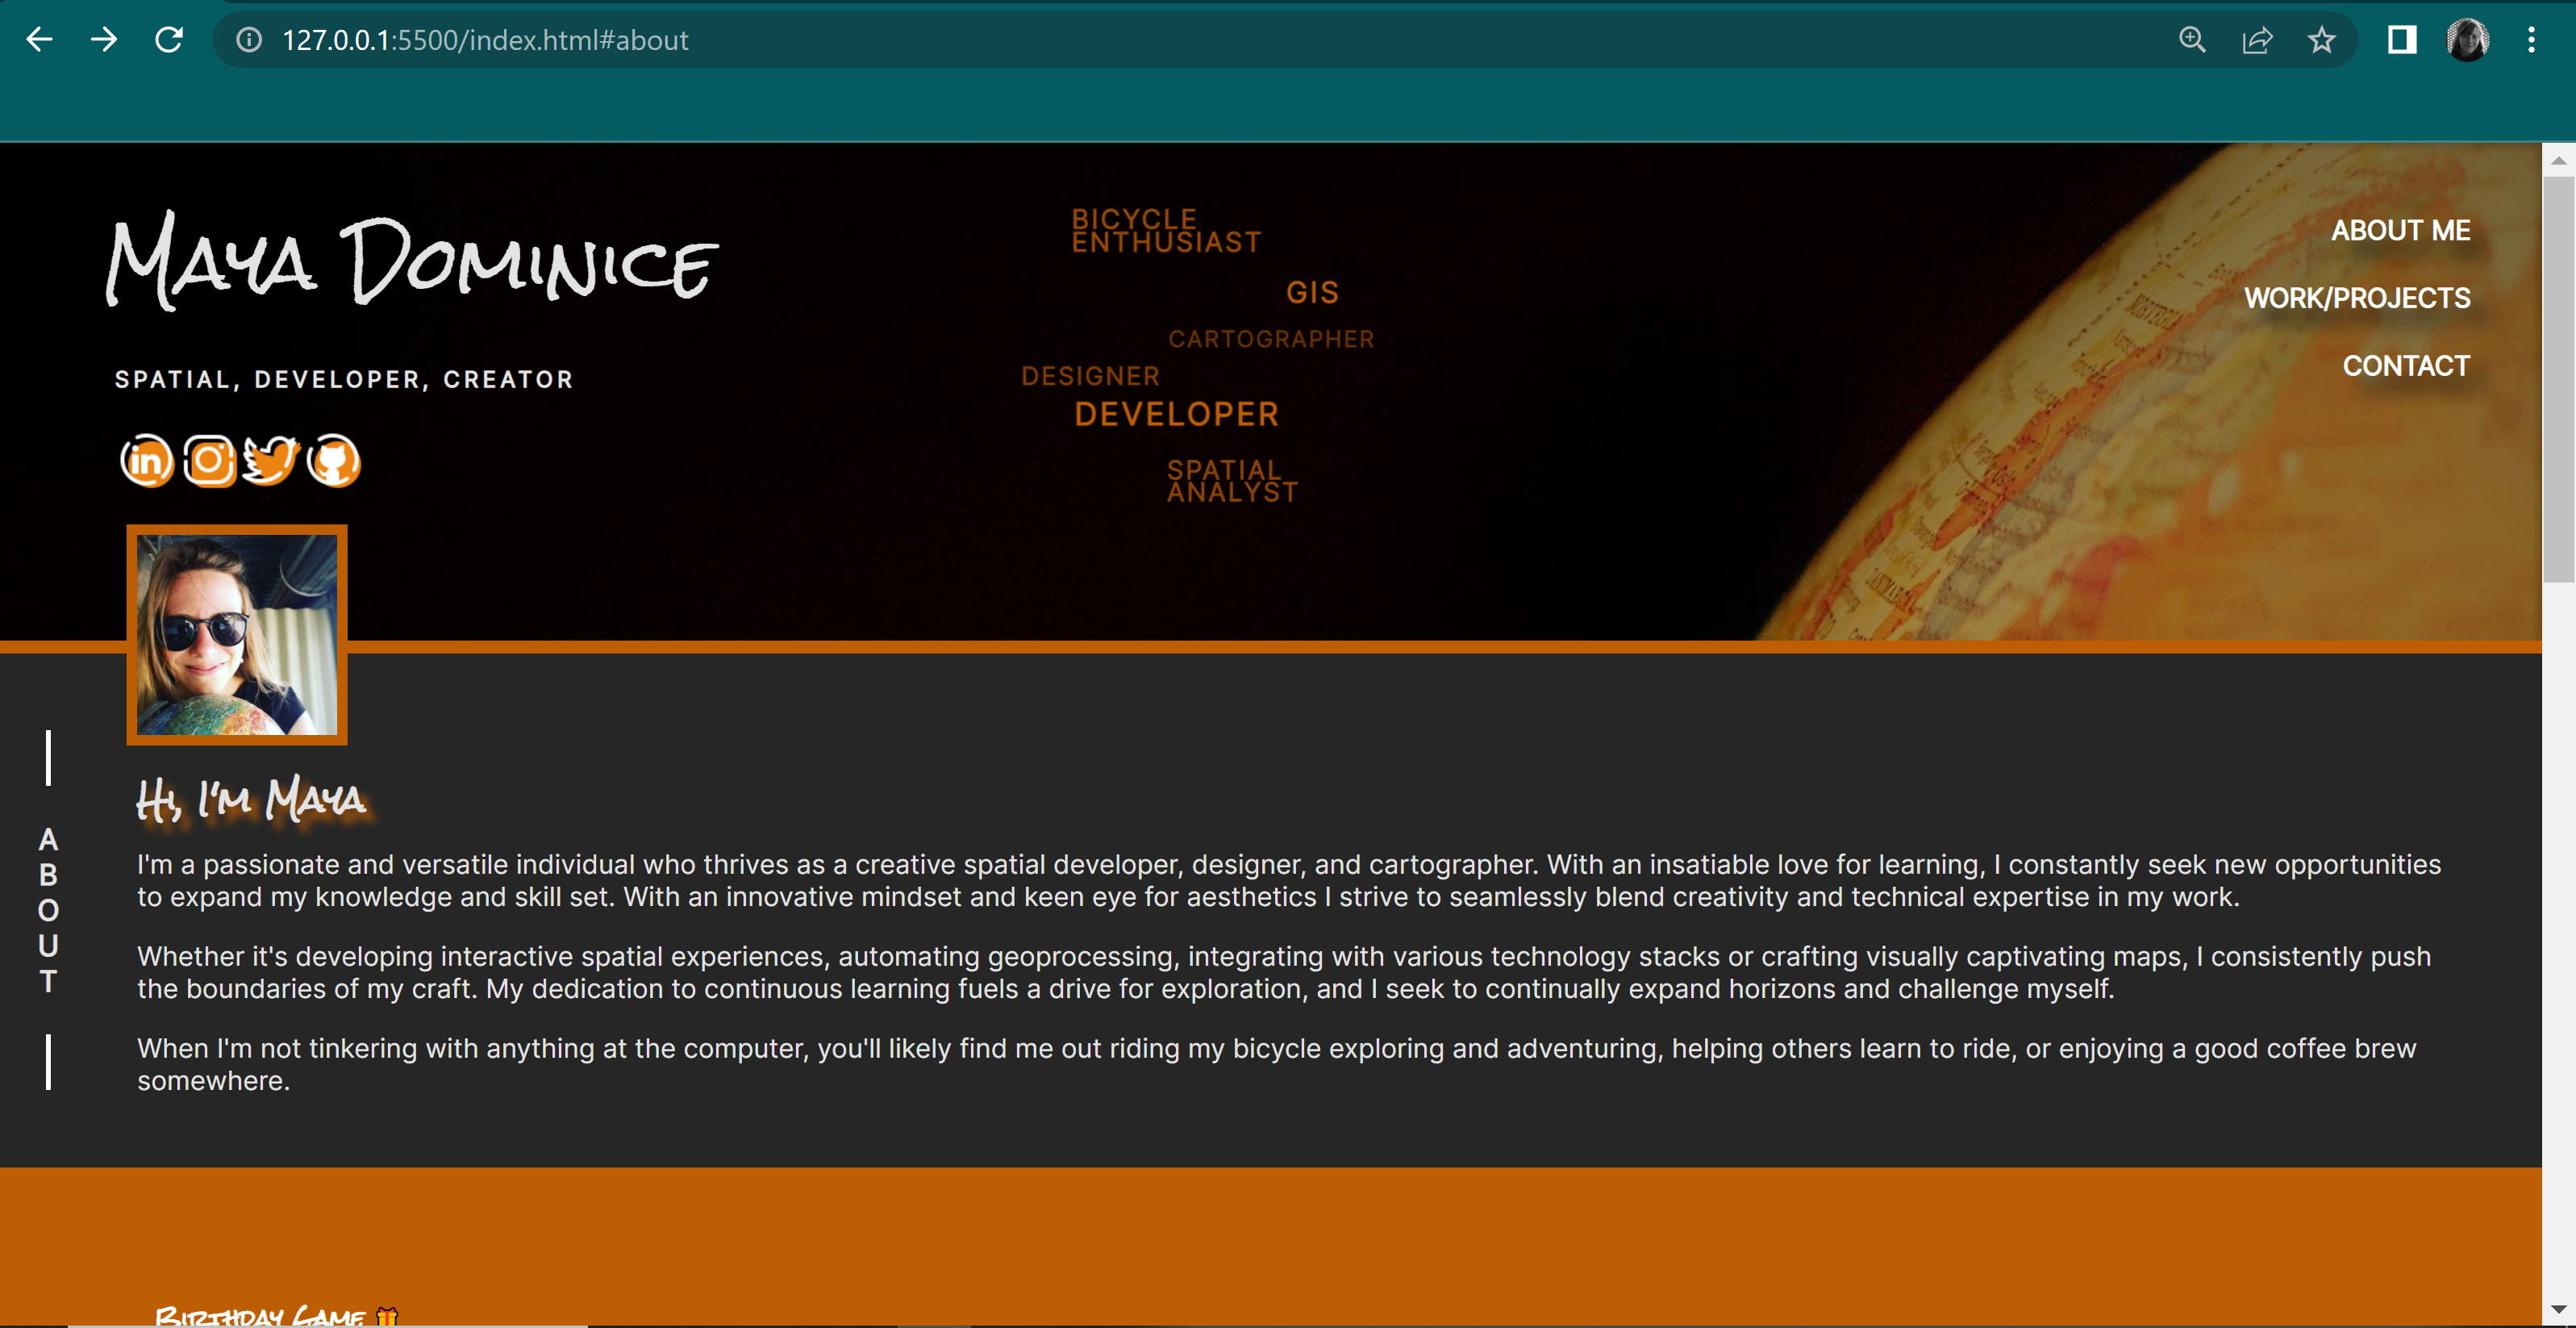 127.0.0.1:5500/index.html#about
Maya Dominice
SPATIAL, DEVELOPER, CREATOR
in
BICYCLE
ENTHUSIAST
GIS
CARTOGRAPHER
DESIGNER
DEVELOPER
SPATIAL
ANALYST
ABOUT ME
WORK/PROJECTS
CONTACT
ABOUT
Hi, I'm Maya
I'm a passionate and versatile individual who thrives as a creative spatial developer, designer, and cartographer. With an insatiable love for learning, I constantly seek new opportunities
to expand my knowledge and skill set. With an innovative mindset and keen eye for aesthetics I strive to seamlessly blend creativity and technical expertise in my work.
Whether it's developing interactive spatial experiences, automating geoprocessing, integrating with various technology stacks or crafting visually captivating maps, I consistently push
the boundaries of my craft. My dedication to continuous learning fuels a drive for exploration, and I seek to continually expand horizons and challenge myself.
When I'm not tinkering with anything at the computer, you'll likely find me out riding my bicycle exploring and adventuring, helping others learn to ride, or enjoying a good coffee brew
somewhere.
Birthday Game 🎁